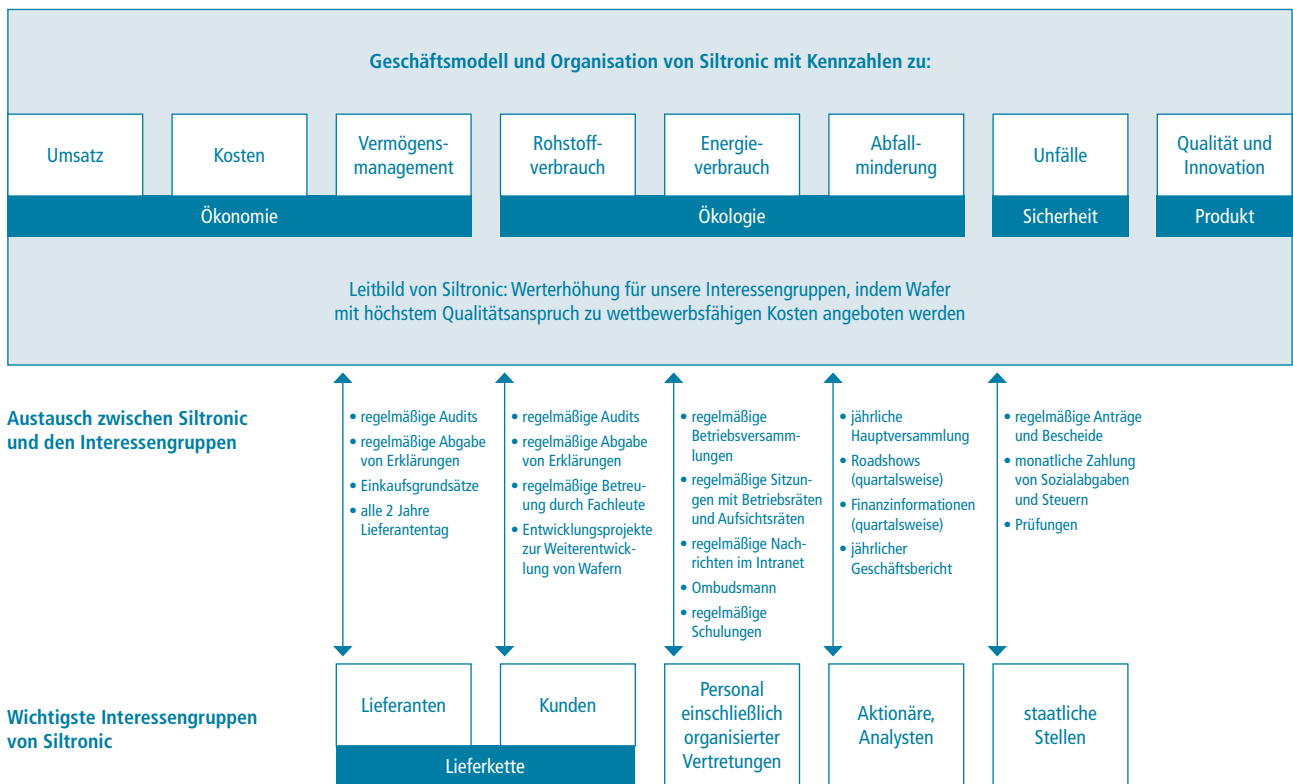 Geschäftsmodell und Organisation von Siltronic mit Kennzahlen zu:
Umsatz
Kosten
Vermögens-
management
Rohstoff-
verbrauch
Energie-
verbrauch
Abfall-
minderung
Unfälle
Qualität und
Innovation
Ökonomie
Ökologie
Sicherheit
Produkt
Leitbild von Siltronic: Werterhöhung für unsere Interessengruppen, indem Wafer
mit höchstem Qualitätsanspruch zu wettbewerbsfähigen Kosten angeboten werden
Austausch zwischen Siltronic
und den Interessengruppen
• regelmäßige Audits
• regelmäßige Abgabe
von Erklärungen
• Einkaufsgrundsätze
• alle 2 Jahre
Lieferantentag
• regelmäßige Audits
• regelmäßige Abgabe
von Erklärungen
• regelmäßige Betreu-
ung durch Fachleute
• Entwicklungsprojekte
zur Weiterentwick-
lung von Wafern
• regelmäßige
Betriebsversamm-
lungen
• regelmäßige Sitzun-
gen mit Betriebsräten
und Aufsichtsräten
• regelmäßige Nach-
richten im Intranet
• Ombudsmann
• regelmäßige
Schulungen
• jährliche
Hauptversammlung
• Roadshows
(quartalsweise)
• Finanzinformationen
(quartalsweise)
• jährlicher
Geschäftsbericht
• regelmäßige Anträge
und Bescheide
• monatliche Zahlung
von Sozialabgaben
und Steuern
• Prüfungen
Wichtigste Interessengruppen
von Siltronic
Lieferanten
Kunden
Lieferkette
Personal
einschließlich
organisierter
Vertretungen
Aktionäre,
Analysten
staatliche
Stellen